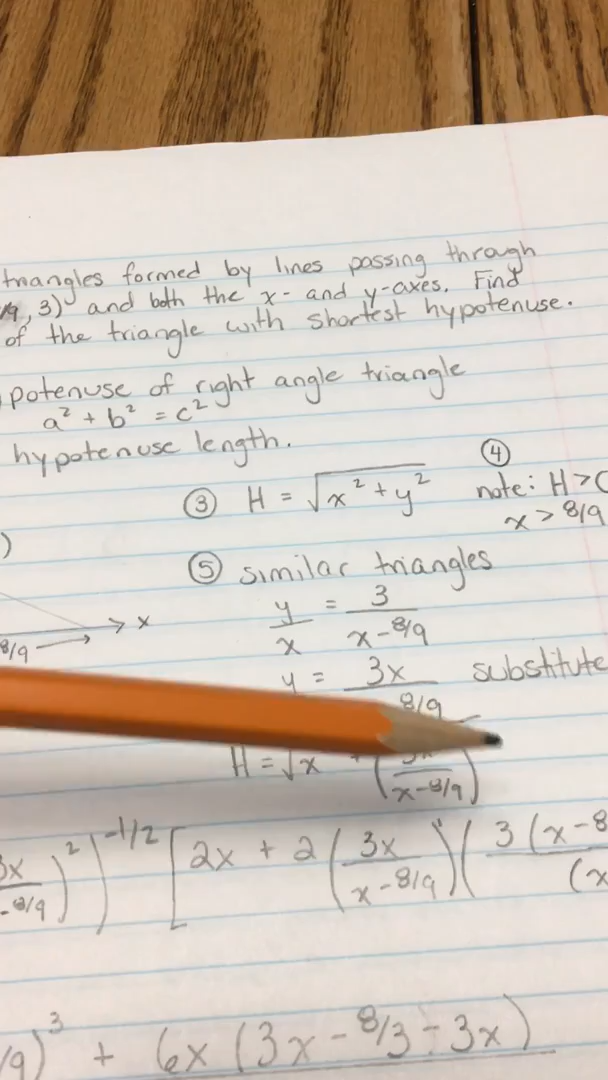 triangles formed by lines passing through
/9, 3) and both the x- and y-axes. Find
of the triangle with shortest hypotenuse.
potenuse of right angle triangle
a² + b² = c²
hypotenuse length.
③ H = √(x² + y²)
④ note: H > 0
x > 8/9
)
⑤ similar triangles
y/x = 3/(x - 8/9)
→ x
8/9 →
y = 3x / 8/9 substitute
H = √x + (3x/(x - 8/9))
3x/-8/9)²)^(-1/2) [2x + 2(3x/(x - 8/9))(3(x - 8/(x
/9)³ + 6x(3x - 8/3 - 3x)